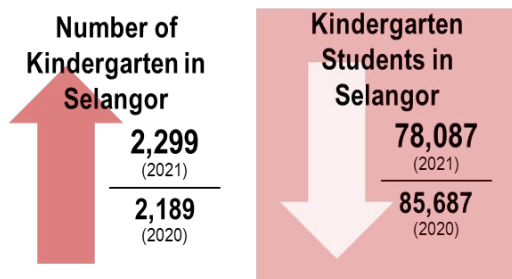 Number of
Kindergarten in
Selangor
2,299
(2021)
2,189
(2020)
Kindergarten
Students in
Selangor
78,087
(2021)
85,687
(2020)